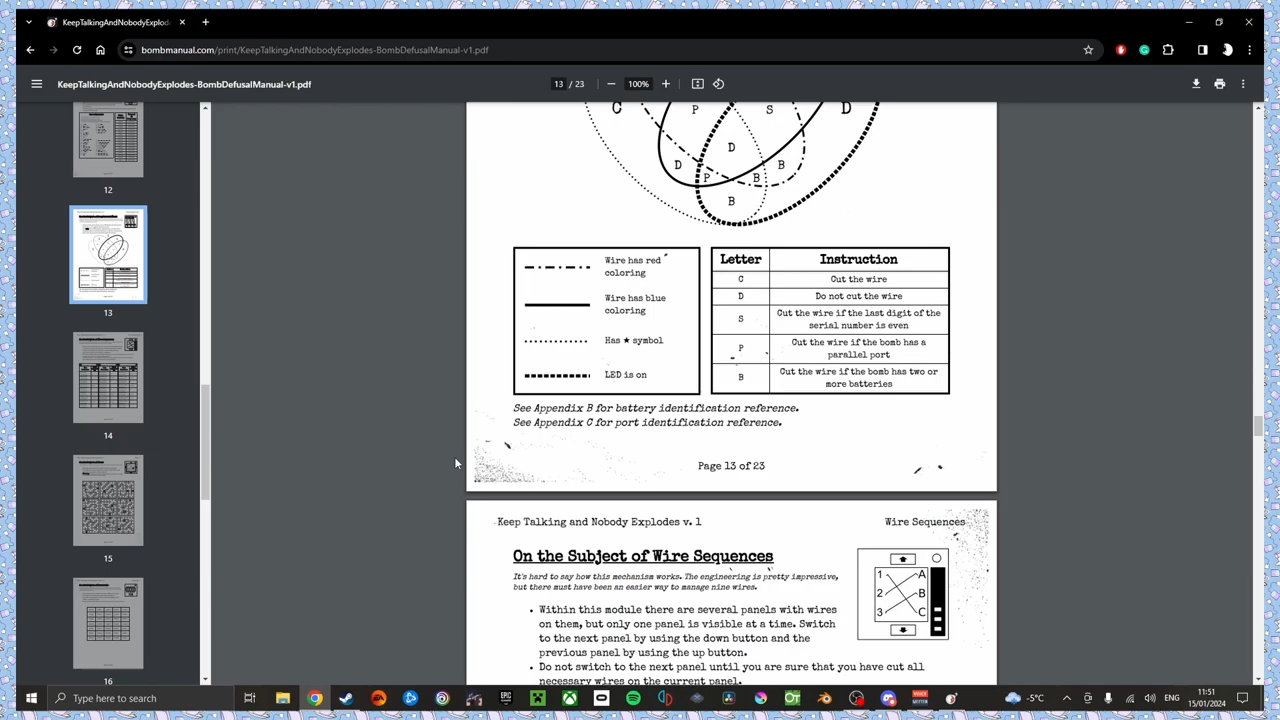 KeepTalkingAndNobodyExplod
bombmanual.com/print/KeepTalkingAndNobodyExplodes-BombDefusalManual-v1.pdf
KeepTalkingAndNobodyExplodes-BombDefusalManual-v1.pdf
13 / 23
100%
12
13
14
15
16
C
P
S
D
D
D
B
P
B
B
Wire has red coloring
Wire has blue coloring
Has ★ symbol
LED is on
Letter Instruction
C Cut the wire
D Do not cut the wire
S Cut the wire if the last digit of the
serial number is even
P Cut the wire if the bomb has a
parallel port
B Cut the wire if the bomb has two or
more batteries
See Appendix B for battery identification reference.
See Appendix C for port identification reference.
Page 13 of 23
Keep Talking and Nobody Explodes v. 1 Wire Sequences
On the Subject of Wire Sequences
It's hard to say how this mechanism works. The engineering is pretty impressive,
but there must have been an easier way to manage nine wires.
• Within this module there are several panels with wires
on them, but only one panel is visible at a time. Switch
to the next panel by using the down button and the
previous panel by using the up button.
• Do not switch to the next panel until you are sure that you have cut all
necessary wires on the current panel.
1 A
2 B
3 C
Type here to search
-5°C
ENG
11:51
15/01/2024